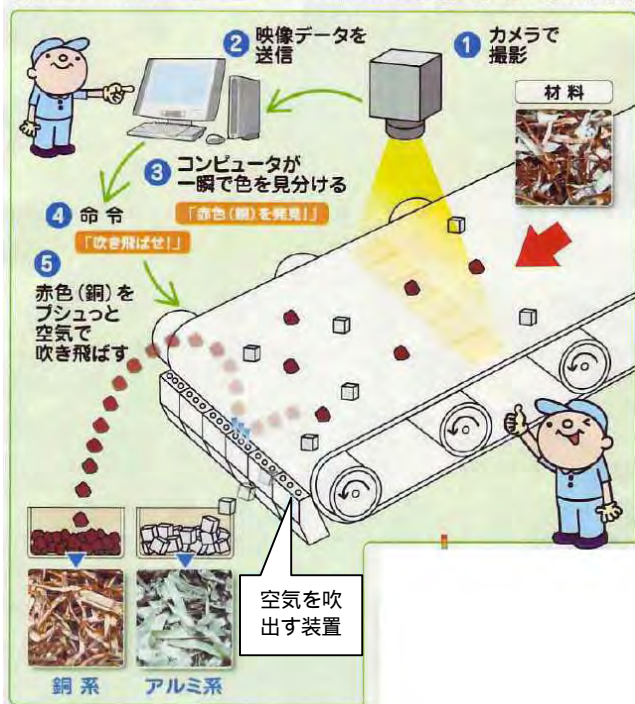 ① カメラで
撮影
② 映像データを
送信
材料
③ コンピュータが
一瞬で色を見分ける
「赤色(銅)を発見!」
④ 命令
「吹き飛ばせ!」
⑤
赤色(銅)を
プシュっと
空気で
吹き飛ばす
空気を吹
出す装置
銅系
アルミ系